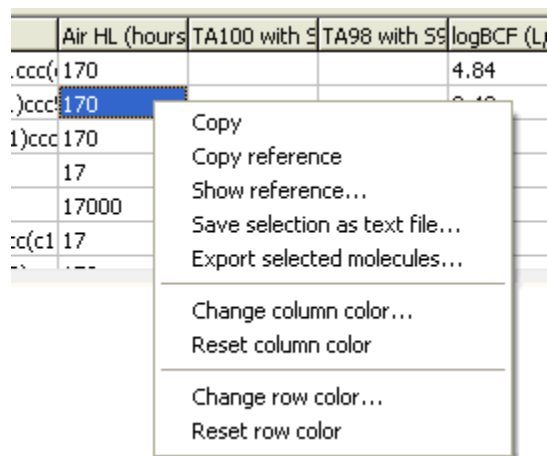 Air HL (hours TA100 with S TA98 with S9 logBCF (L/
.ccc( 170 4.84
.)ccc! 170
1)ccc 170
17
17000
cc(c1 17
Copy
Copy reference
Show reference...
Save selection as text file...
Export selected molecules...
Change column color...
Reset column color
Change row color...
Reset row color